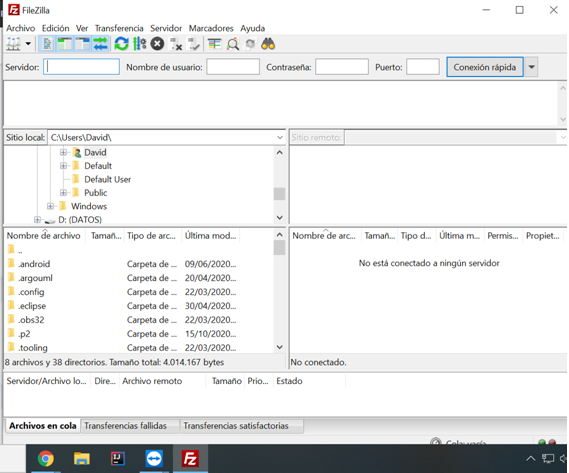 FileZilla
Archivo Edición Ver Transferencia Servidor Marcadores Ayuda
Servidor: Nombre de usuario: Contraseña: Puerto: Conexión rápida
Sitio local: C:\Users\David\ Sitio remoto:
David
Default
Default User
Public
Windows
D: (DATOS)
Nombre de archivo Tamañ... Tipo de arc... Última mod... Nombre de arc... Tamañ... Tipo d... Última m... Permis... Propiet...
..
No está conectado a ningún servidor
.android Carpeta de ... 09/06/2020...
.argouml Carpeta de ... 20/04/2020...
.config Carpeta de ... 22/03/2020...
.eclipse Carpeta de ... 30/04/2020...
.obs32 Carpeta de ... 22/03/2020...
.p2 Carpeta de ... 15/10/2020...
.tooling Carpeta de ... 22/03/2020...
8 archivos y 38 directorios. Tamaño total: 4.014.167 bytes No conectado.
Servidor/Archivo lo... Dire... Archivo remoto Tamaño Prio... Estado
Archivos en cola Transferencias fallidas Transferencias satisfactorias